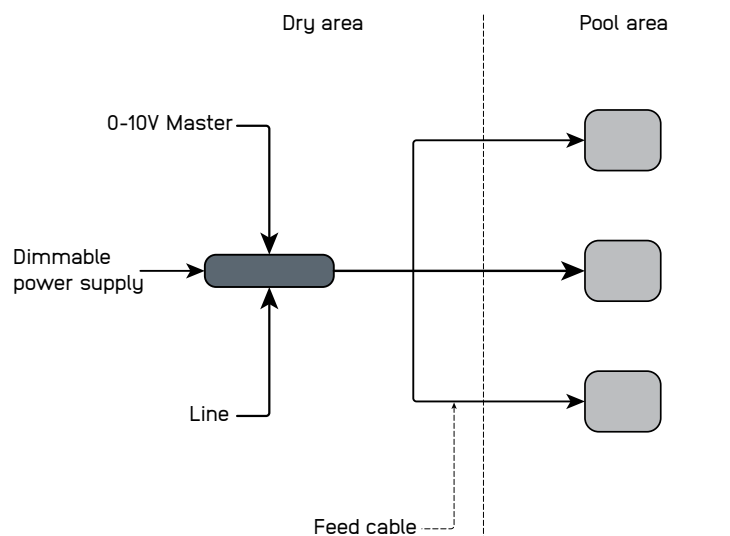 Dry area
Pool area
0-10V Master
Dimmable
power supply
Line
Feed cable